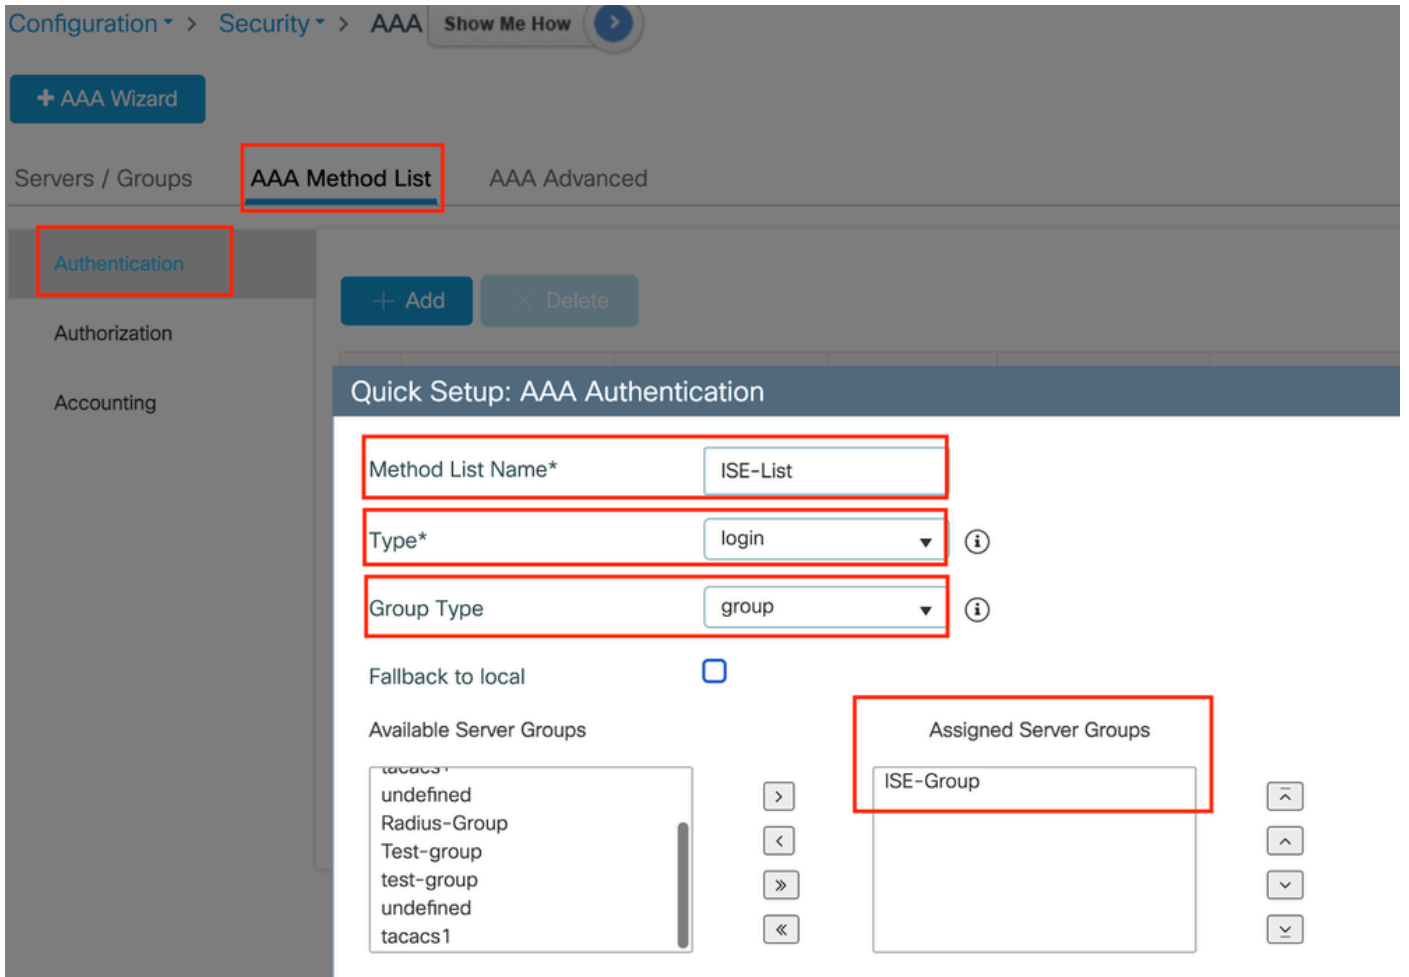 Configuration > Security > AAA Show Me How
+ AAA Wizard
Servers / Groups AAA Method List AAA Advanced
Authentication
Authorization
Accounting
+ Add × Delete
Quick Setup: AAA Authentication
Method List Name* ISE-List
Type* login
Group Type group
Fallback to local
Available Server Groups Assigned Server Groups
undefined
Radius-Group
Test-group
test-group
undefined
tacacs1
ISE-Group